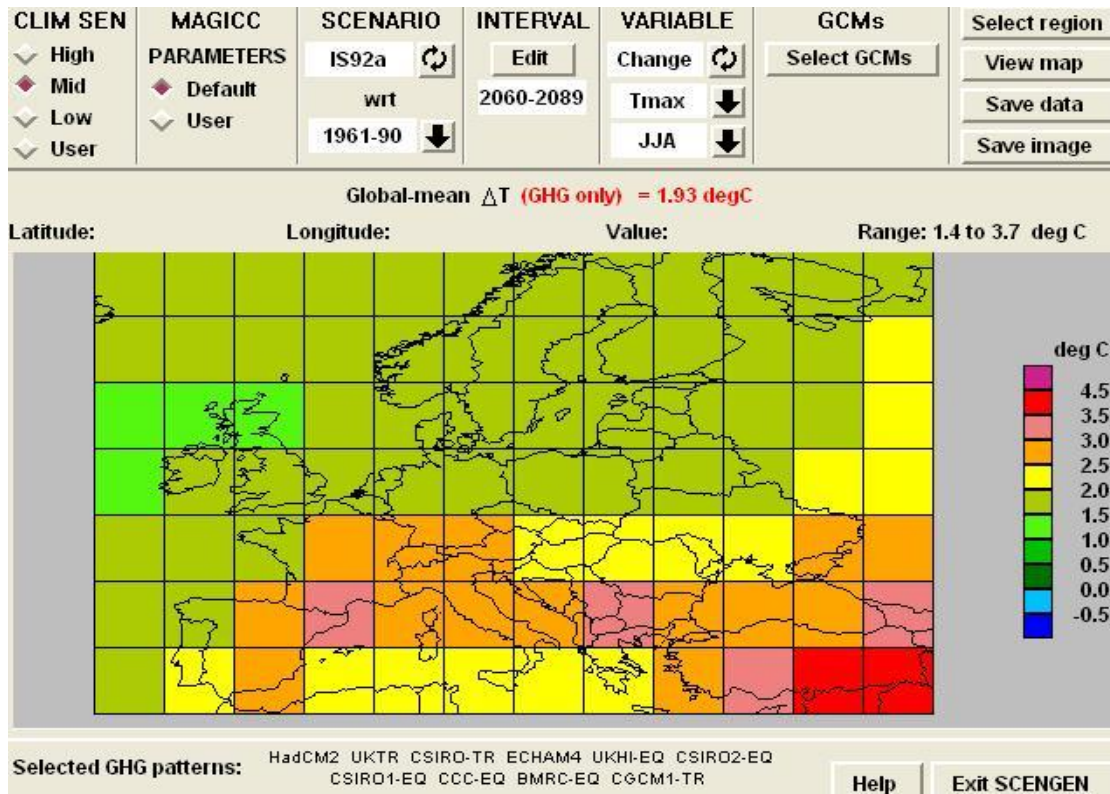 CLIM SEN
High
Mid
Low
User
MAGICC
PARAMETERS
Default
User
SCENARIO
IS92a
wrt
1961-90
INTERVAL
Edit
2060-2089
VARIABLE
Change
Tmax
JJA
GCMs
Select GCMs
Select region
View map
Save data
Save image
Global-mean △T (GHG only) = 1.93 degC
Latitude: Longitude: Value: Range: 1.4 to 3.7 deg C
deg C
4.5
3.5
3.0
2.5
2.0
1.5
1.0
0.5
0.0
-0.5
Selected GHG patterns:
HadCM2 UKTR CSIRO-TR ECHAM4 UKHI-EQ CSIRO2-EQ
CSIRO1-EQ CCC-EQ BMRC-EQ CGCM1-TR
Help
Exit SCENGEN